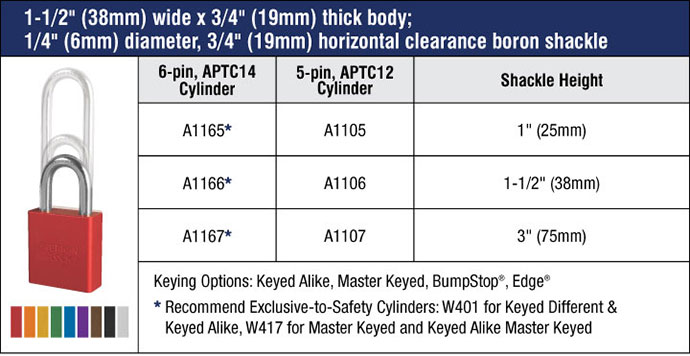 1-1/2" (38mm) wide x 3/4" (19mm) thick body;
1/4" (6mm) diameter, 3/4" (19mm) horizontal clearance boron shackle
6-pin, APTC14 Cylinder 5-pin, APTC12 Cylinder Shackle Height
A1165* A1105 1" (25mm)
A1166* A1106 1-1/2" (38mm)
A1167* A1107 3" (75mm)
Keying Options: Keyed Alike, Master Keyed, BumpStop®, Edge®
* Recommend Exclusive-to-Safety Cylinders: W401 for Keyed Different &
Keyed Alike, W417 for Master Keyed and Keyed Alike Master Keyed